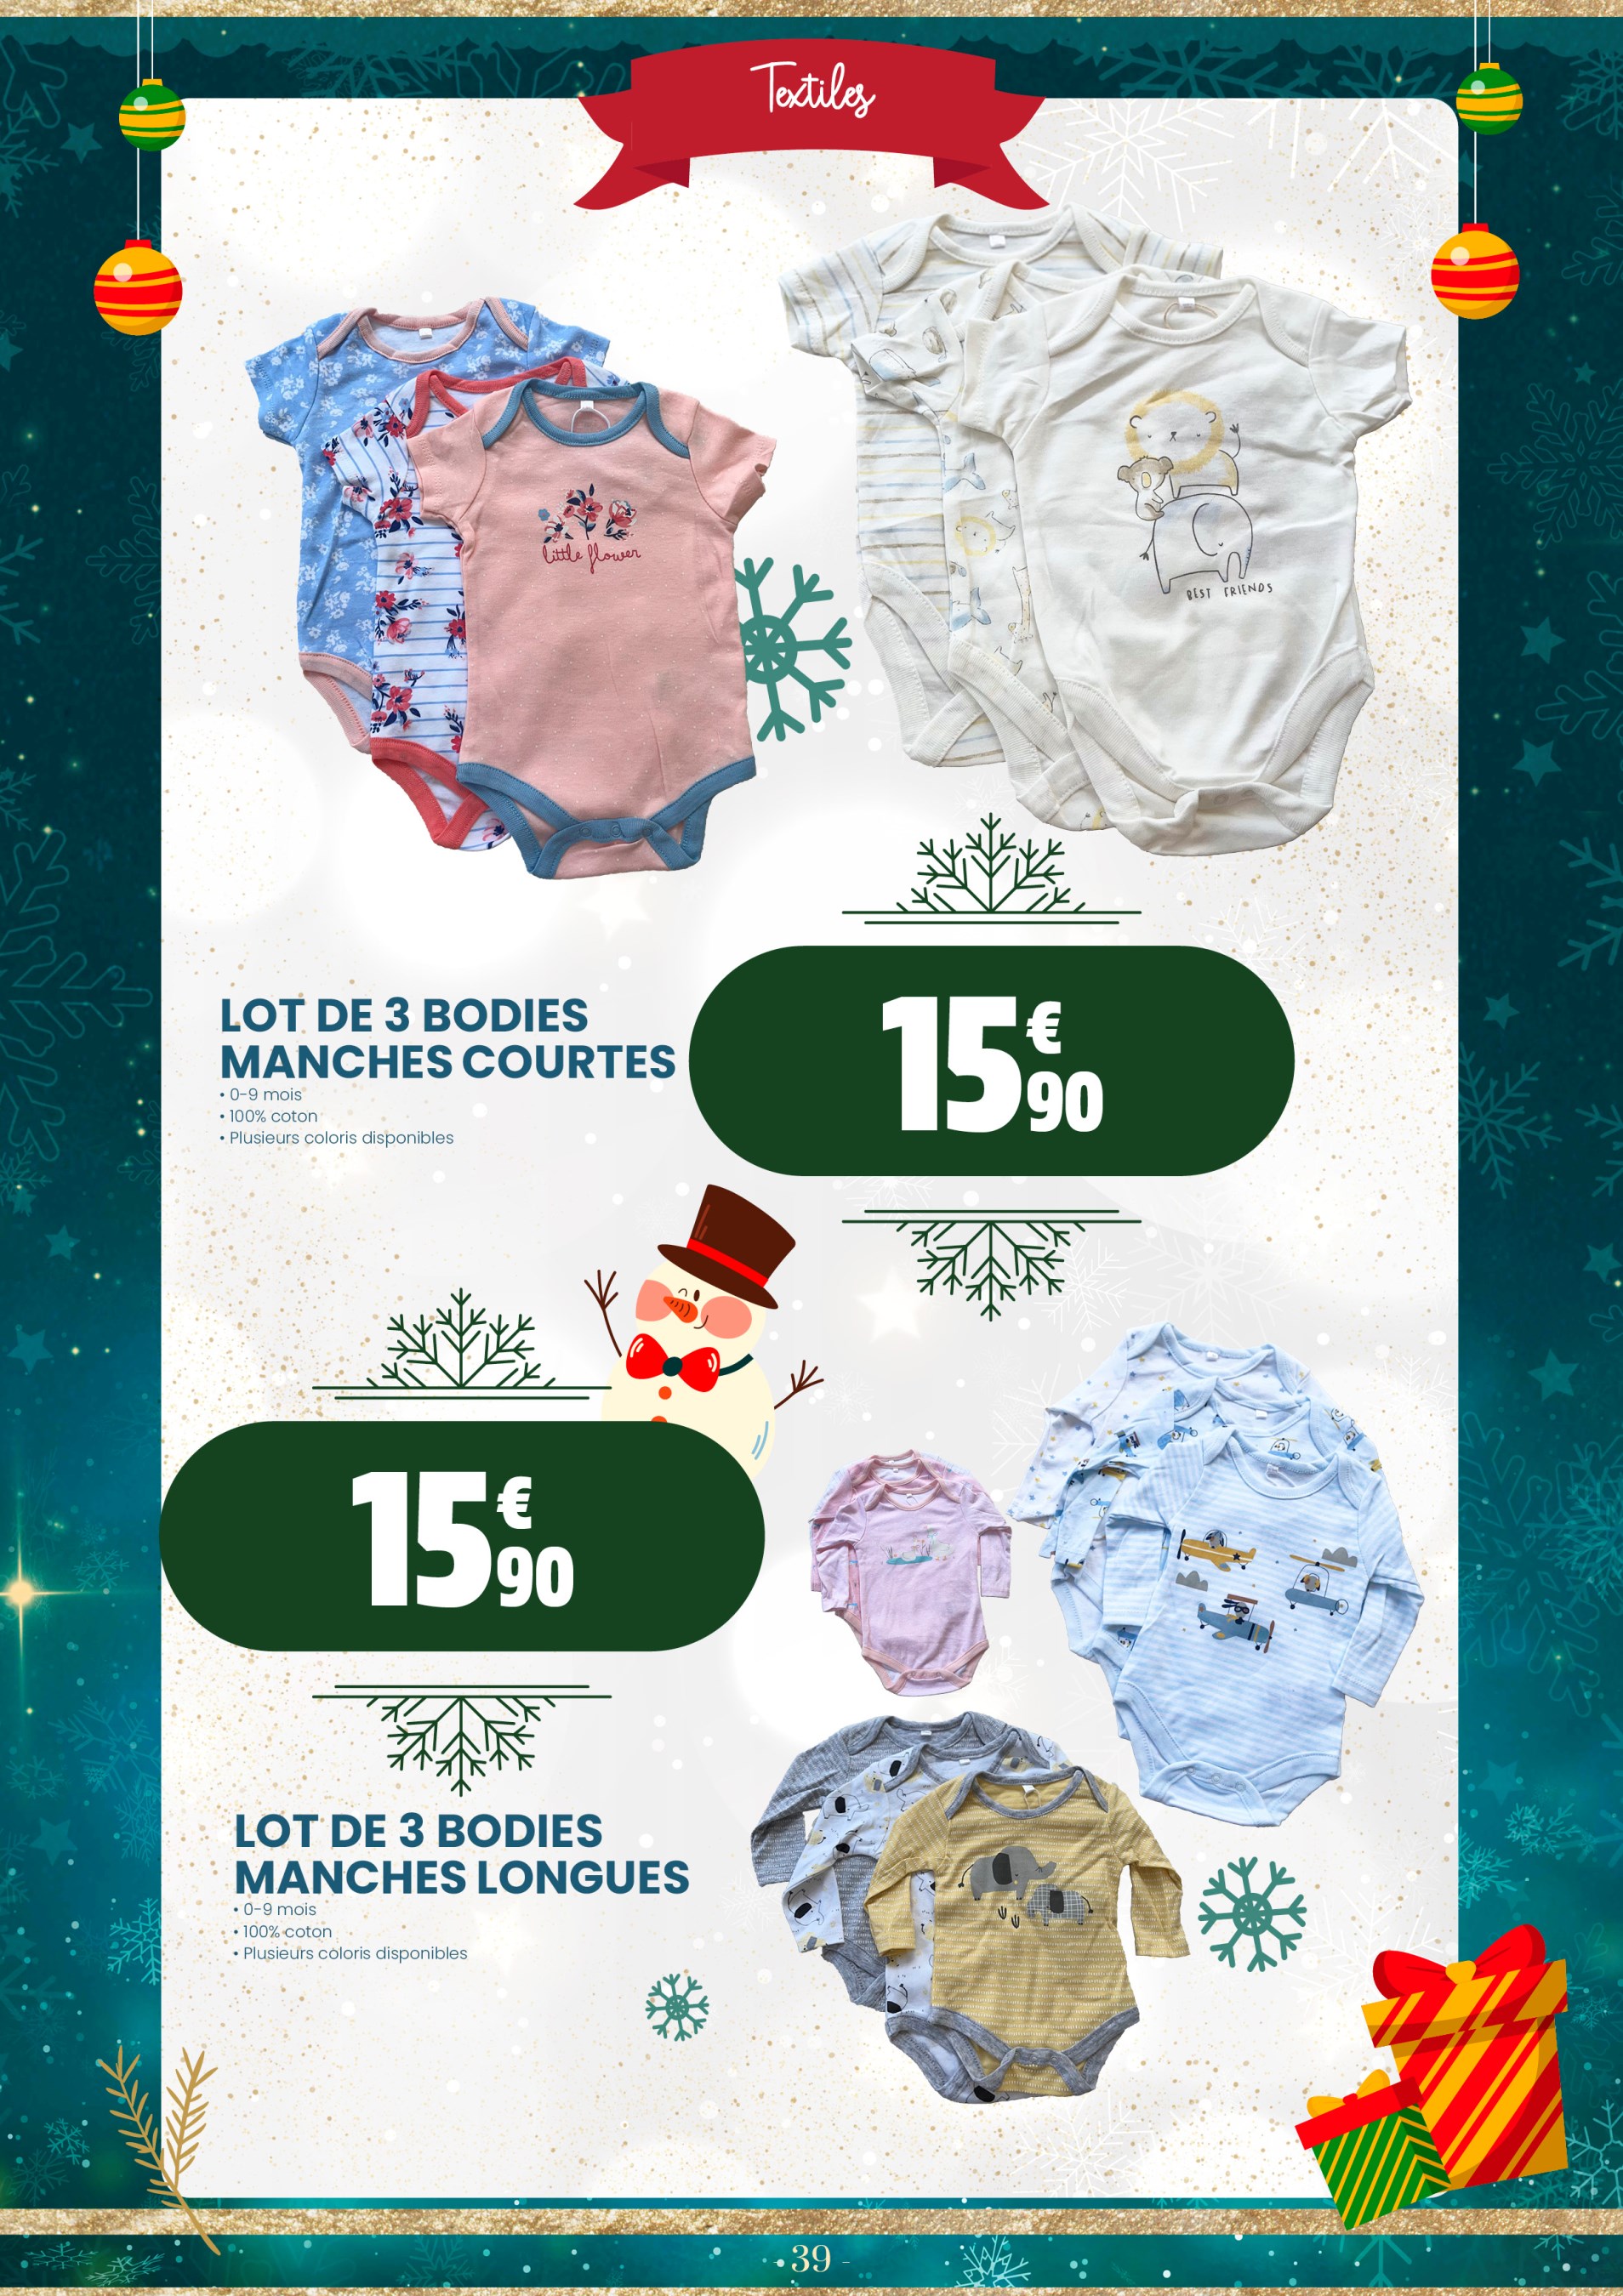 Textiles
little flower
BEST FRIENDS
LOT DE 3 BODIES
MANCHES COURTES
• 0-9 mois
• 100% coton
• Plusieurs coloris disponibles
15€90
15€90
LOT DE 3 BODIES
MANCHES LONGUES
• 0-9 mois
• 100% coton
• Plusieurs coloris disponibles
- 39 -